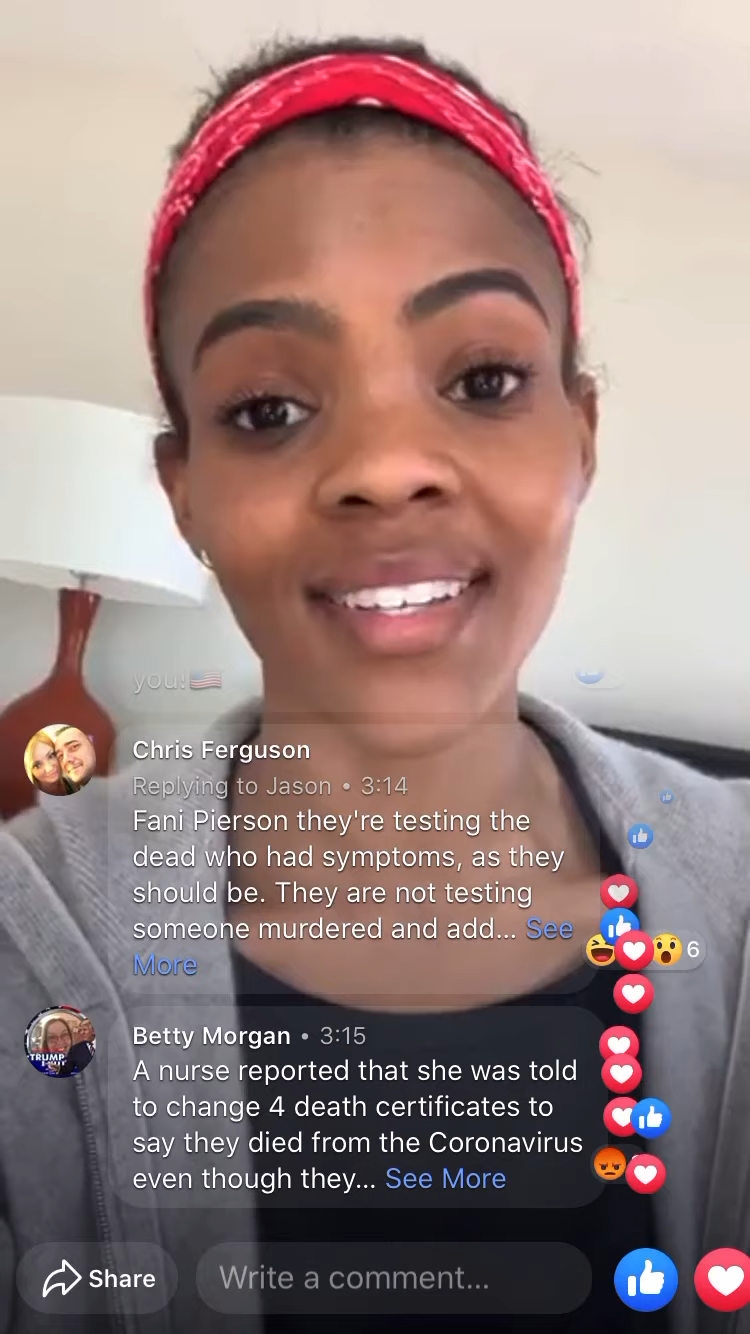 you!🇺🇸
Chris Ferguson
Replying to Jason • 3:14
Fani Pierson they're testing the
dead who had symptoms, as they
should be. They are not testing
someone murdered and add... See
More
6
Betty Morgan • 3:15
TRUMP
A nurse reported that she was told
to change 4 death certificates to
say they died from the Coronavirus
even though they... See More
Share
Write a comment...